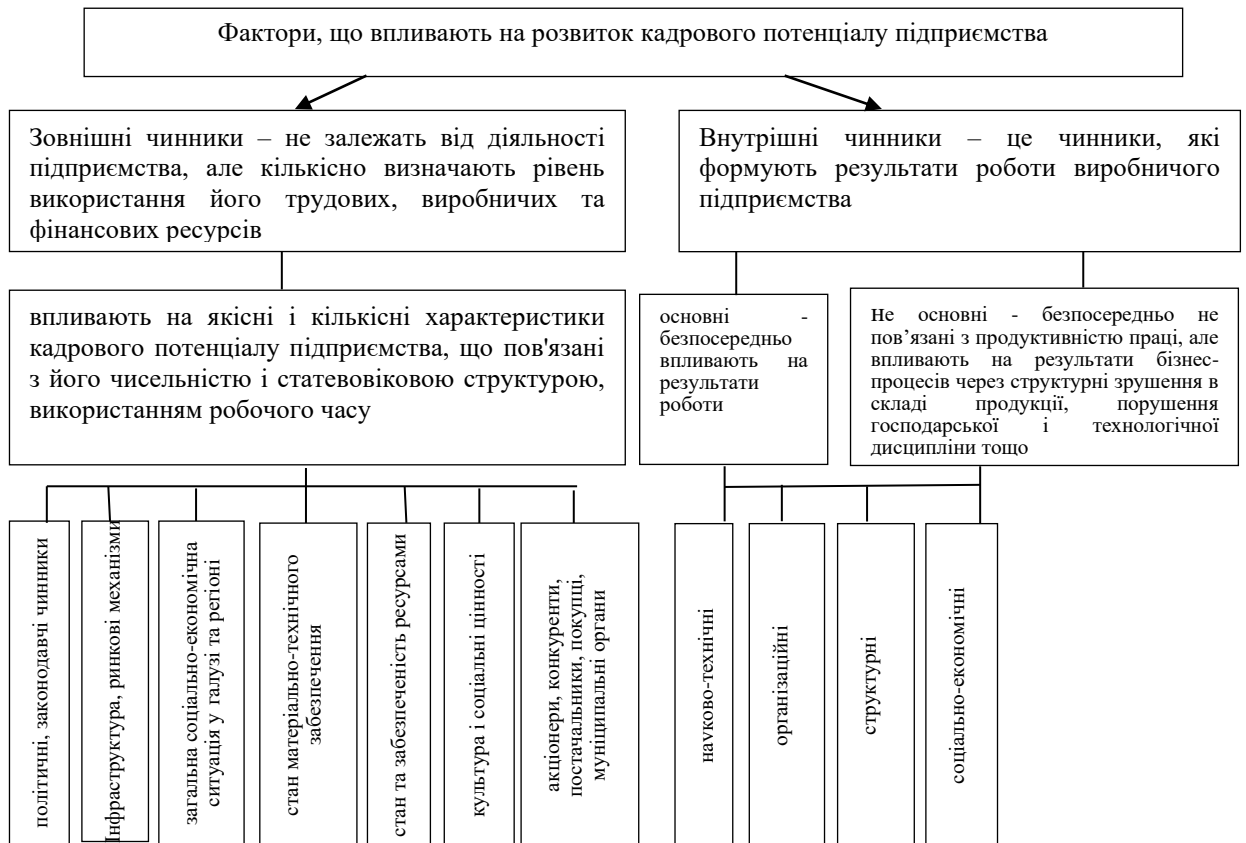 Фактори, що впливають на розвиток кадрового потенціалу підприємства
Зовнішні чинники – не залежать від діяльності
підприємства, але кількісно визначають рівень
використання його трудових, виробничих та
фінансових ресурсів
Внутрішні чинники – це чинники, які
формують результати роботи виробничого
підприємства
впливають на якісні і кількісні характеристики
кадрового потенціалу підприємства, що пов'язані
з його чисельністю і статевовіковою структурою,
використанням робочого часу
основні -
безпосередньо
впливають на
результати
роботи
Не основні - безпосередньо не
пов’язані з продуктивністю праці, але
впливають на результати бізнес-
процесів через структурні зрушення в
складі продукції, порушення
господарської і технологічної
дисципліни тощо
політичні, законодавчі чинники
Інфраструктура, ринкові механізми
загальна соціально-економічна
ситуація у галузі та регіоні
стан матеріально-технічного
забезпечення
стан та забезпеченість ресурсами
культура і соціальні цінності
акціонери, конкуренти,
постачальники, покупці,
муніципальні органи
науково-технічні
організаційні
структурні
соціально-економічні